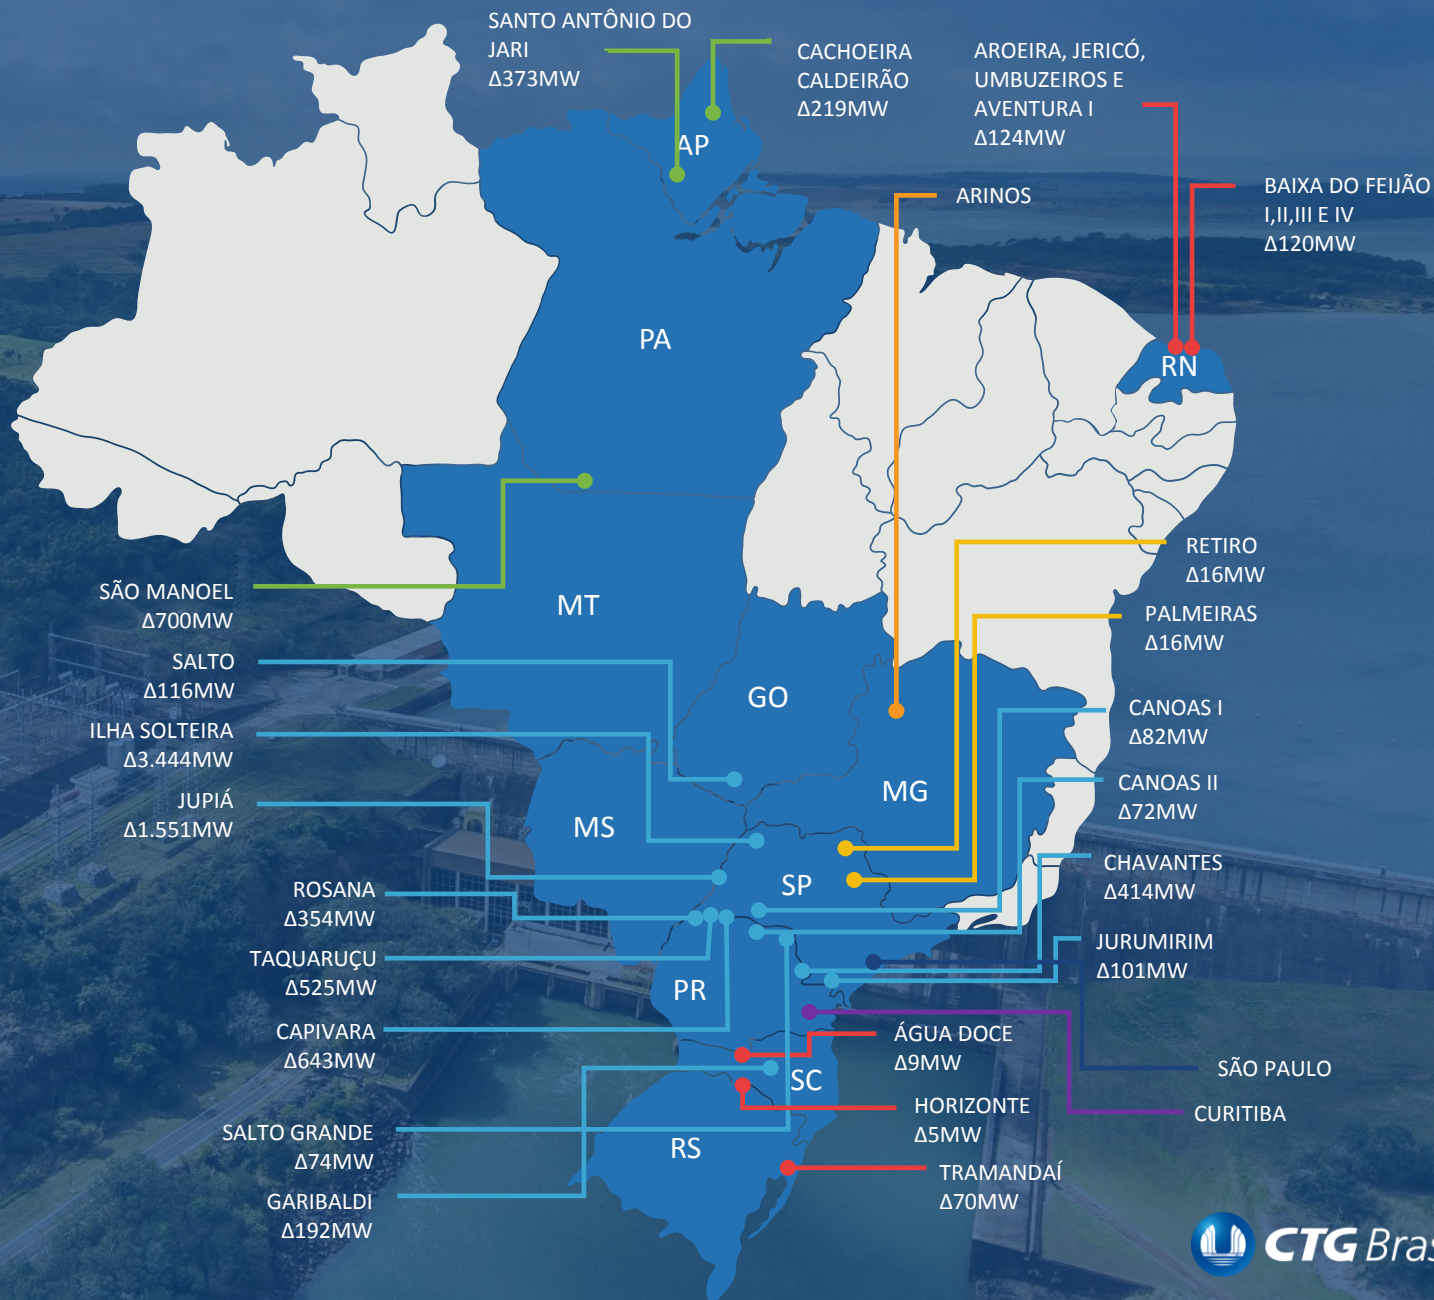 SANTO ANTÔNIO DO
JARI
Δ373MW
CACHOEIRA
CALDEIRÃO
Δ219MW
AROEIRA, JERICÓ,
UMBUZEIROS E
AVENTURA I
Δ124MW
BAIXA DO FEIJÃO
I,II,III E IV
Δ120MW
ARINOS
AP
PA
RN
RETIRO
Δ16MW
PALMEIRAS
Δ16MW
SÃO MANOEL
Δ700MW
MT
SALTO
Δ116MW
GO
ILHA SOLTEIRA
Δ3.444MW
CANOAS I
Δ82MW
JUPIÁ
Δ1.551MW
MS
MG
CANOAS II
Δ72MW
CHAVANTES
Δ414MW
ROSANA
Δ354MW
SP
JURUMIRIM
Δ101MW
TAQUARUÇU
Δ525MW
PR
CAPIVARA
Δ643MW
ÁGUA DOCE
Δ9MW
SÃO PAULO
SC
HORIZONTE
Δ5MW
CURITIBA
SALTO GRANDE
Δ74MW
RS
TRAMANDAÍ
Δ70MW
GARIBALDI
Δ192MW
CTG Bras